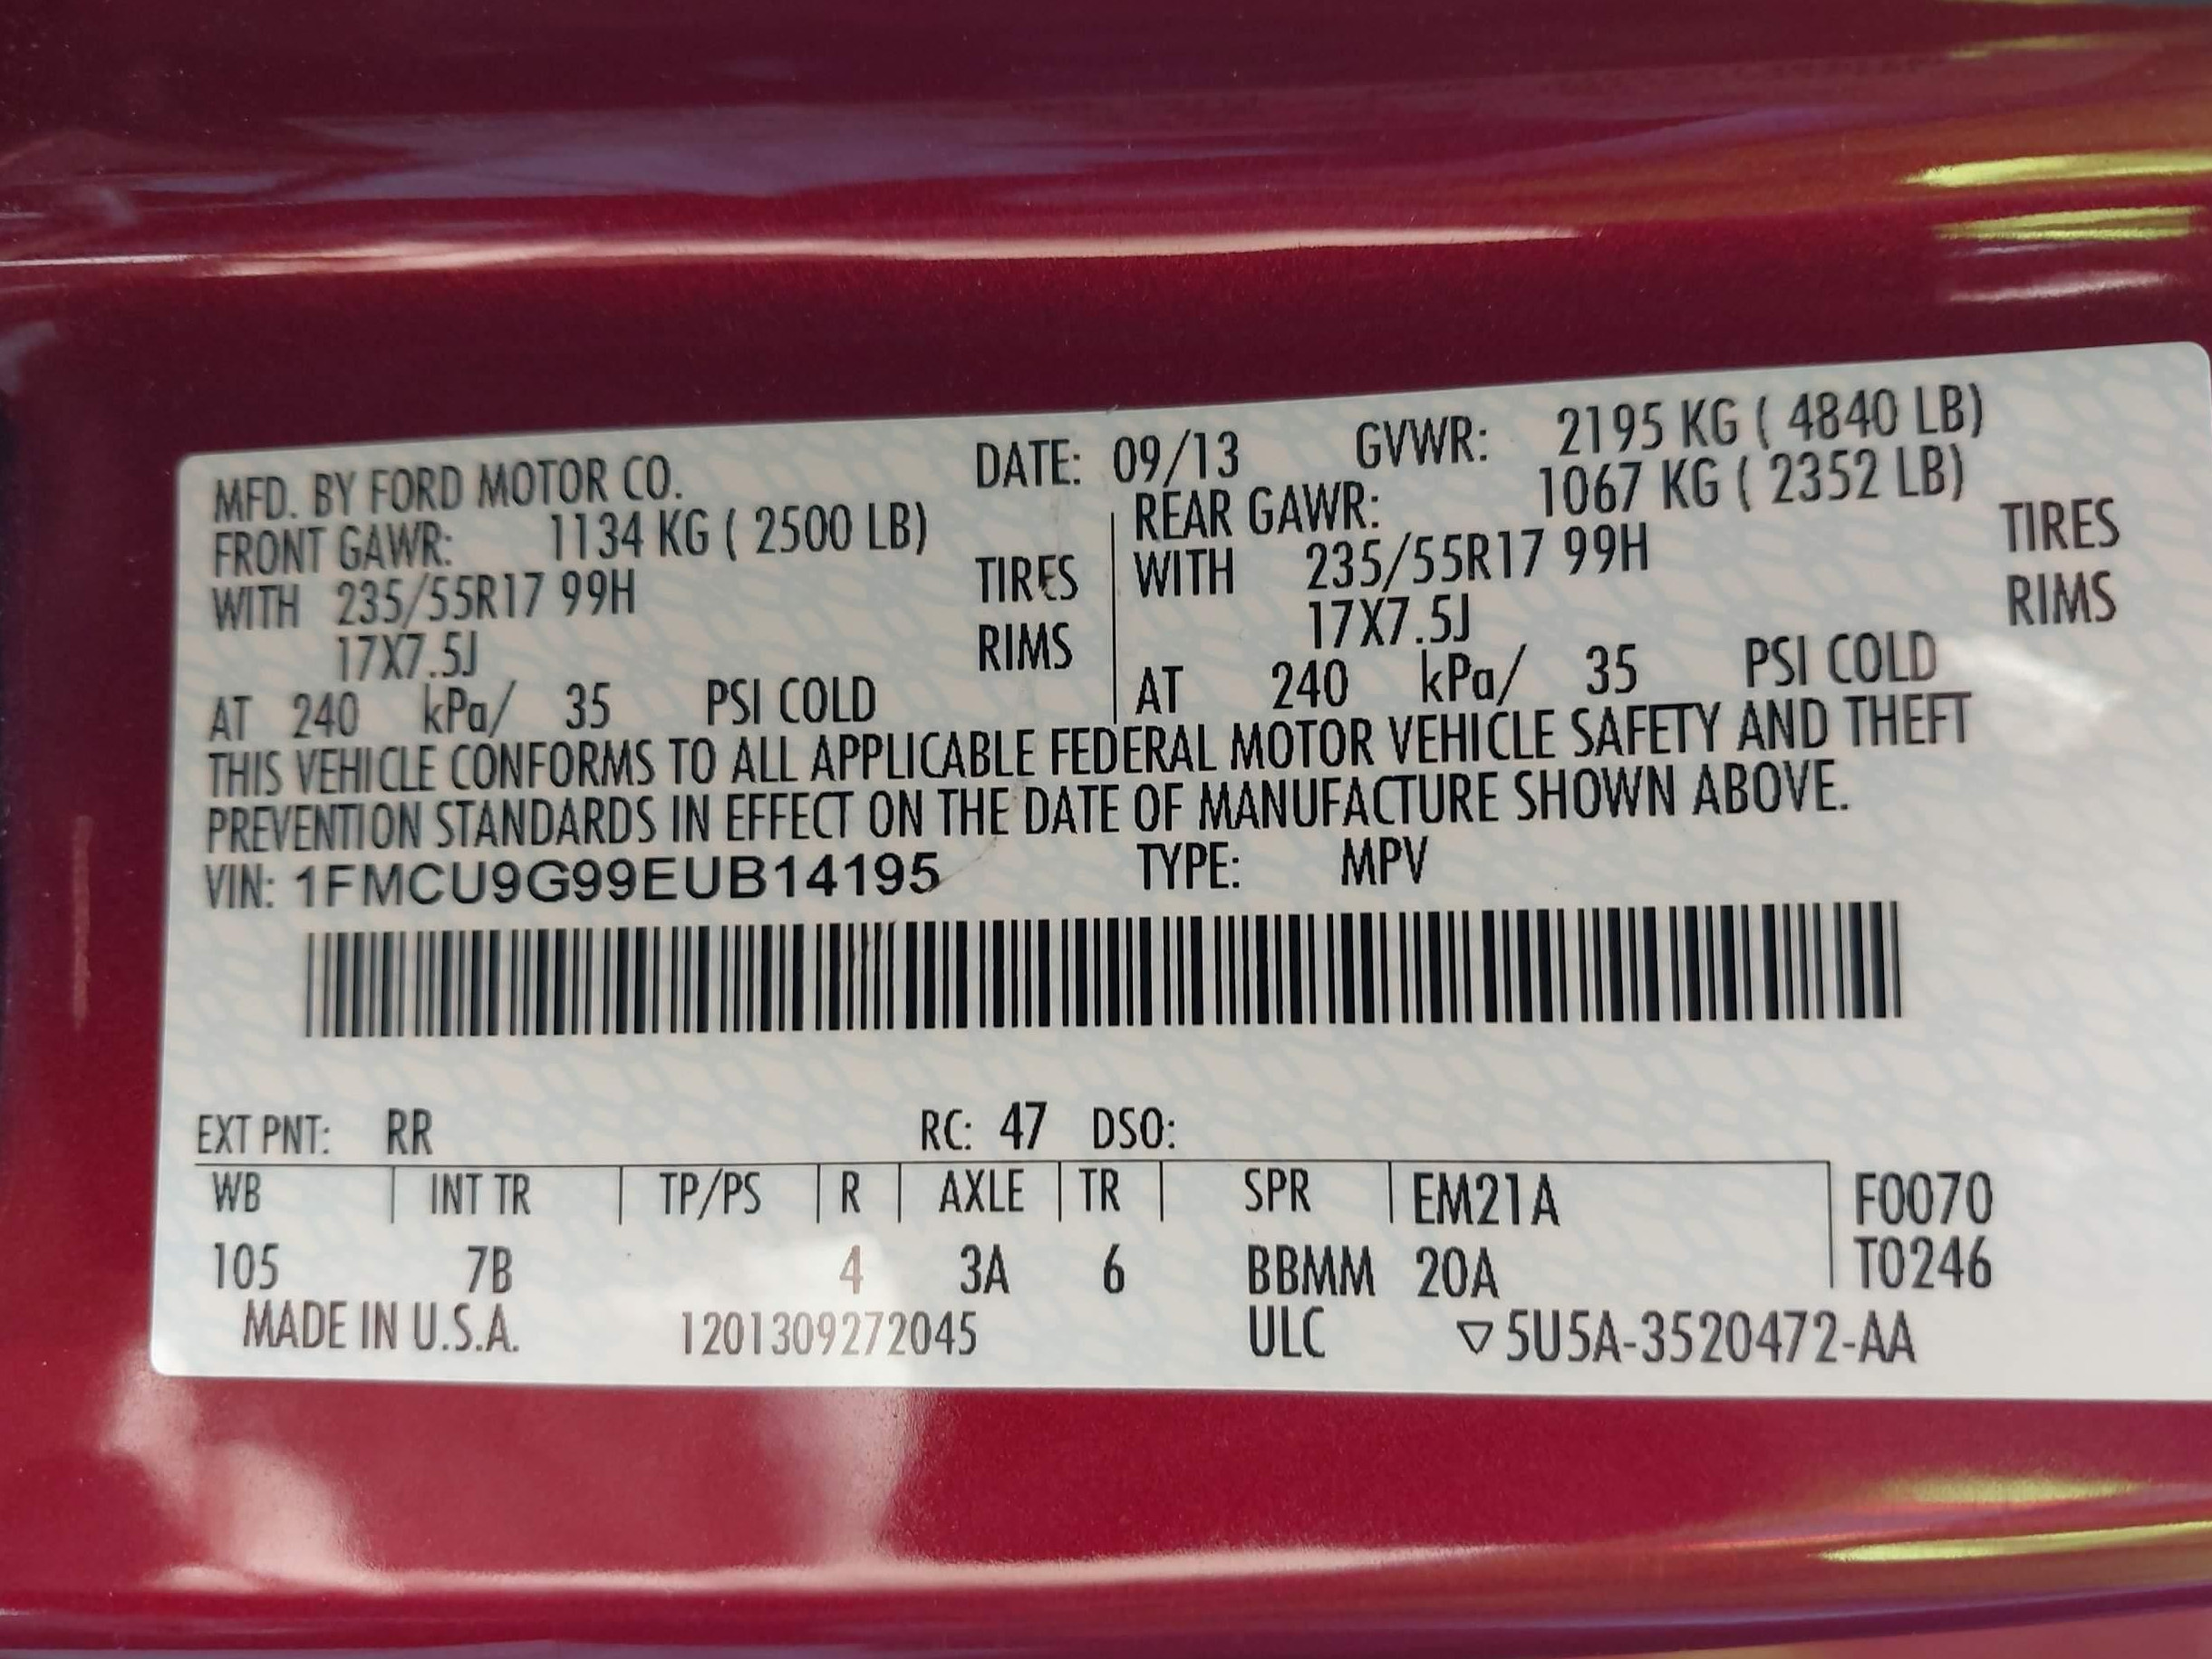 MFD. BY FORD MOTOR CO. DATE: 09/13 GVWR: 2195 KG ( 4840 LB)
FRONT GAWR: 1134 KG ( 2500 LB) REAR GAWR: 1067 KG ( 2352 LB)
WITH 235/55R17 99H TIRES WITH 235/55R17 99H TIRES
17X7.5J RIMS 17X7.5J RIMS
AT 240 kPa/ 35 PSI COLD AT 240 kPa/ 35 PSI COLD
THIS VEHICLE CONFORMS TO ALL APPLICABLE FEDERAL MOTOR VEHICLE SAFETY AND THEFT
PREVENTION STANDARDS IN EFFECT ON THE DATE OF MANUFACTURE SHOWN ABOVE.
VIN: 1FMCU9G99EUB14195 TYPE: MPV
EXT PNT: RR RC: 47 DSO:
WB | INT TR | TP/PS | R | AXLE | TR | SPR | EM21A | F0070
105 7B 4 3A 6 BBMM 20A | T0246
MADE IN U.S.A. 1201309272045 ULC ▽5U5A-3520472-AA